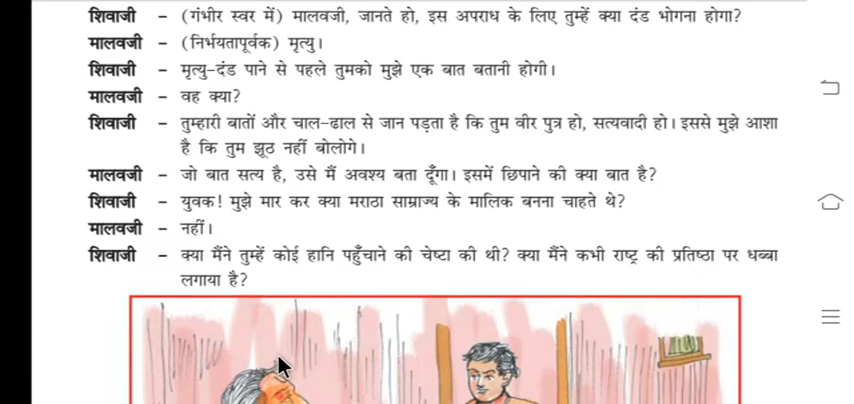 शिवाजी – (गंभीर स्वर में) मालवजी, जानते हो, इस अपराध के लिए तुम्हें क्या दंड भोगना होगा?
मालवजी – (निर्भयतापूर्वक) मृत्यु।
शिवाजी – मृत्यु-दंड पाने से पहले तुमको मुझे एक बात बतानी होगी।
मालवजी – वह क्या?
शिवाजी – तुम्हारी बातों और चाल-ढाल से जान पड़ता है कि तुम वीर पुत्र हो, सत्यवादी हो। इससे मुझे आशा
है कि तुम झूठ नहीं बोलोगे।
मालवजी – जो बात सत्य है, उसे मैं अवश्य बता दूँगा। इसमें छिपाने की क्या बात है?
शिवाजी – युवक! मुझे मार कर क्या मराठा साम्राज्य के मालिक बनना चाहते थे?
मालवजी – नहीं।
शिवाजी – क्या मैंने तुम्हें कोई हानि पहुँचाने की चेष्टा की थी? क्या मैंने कभी राष्ट्र की प्रतिष्ठा पर धब्बा
लगाया है?